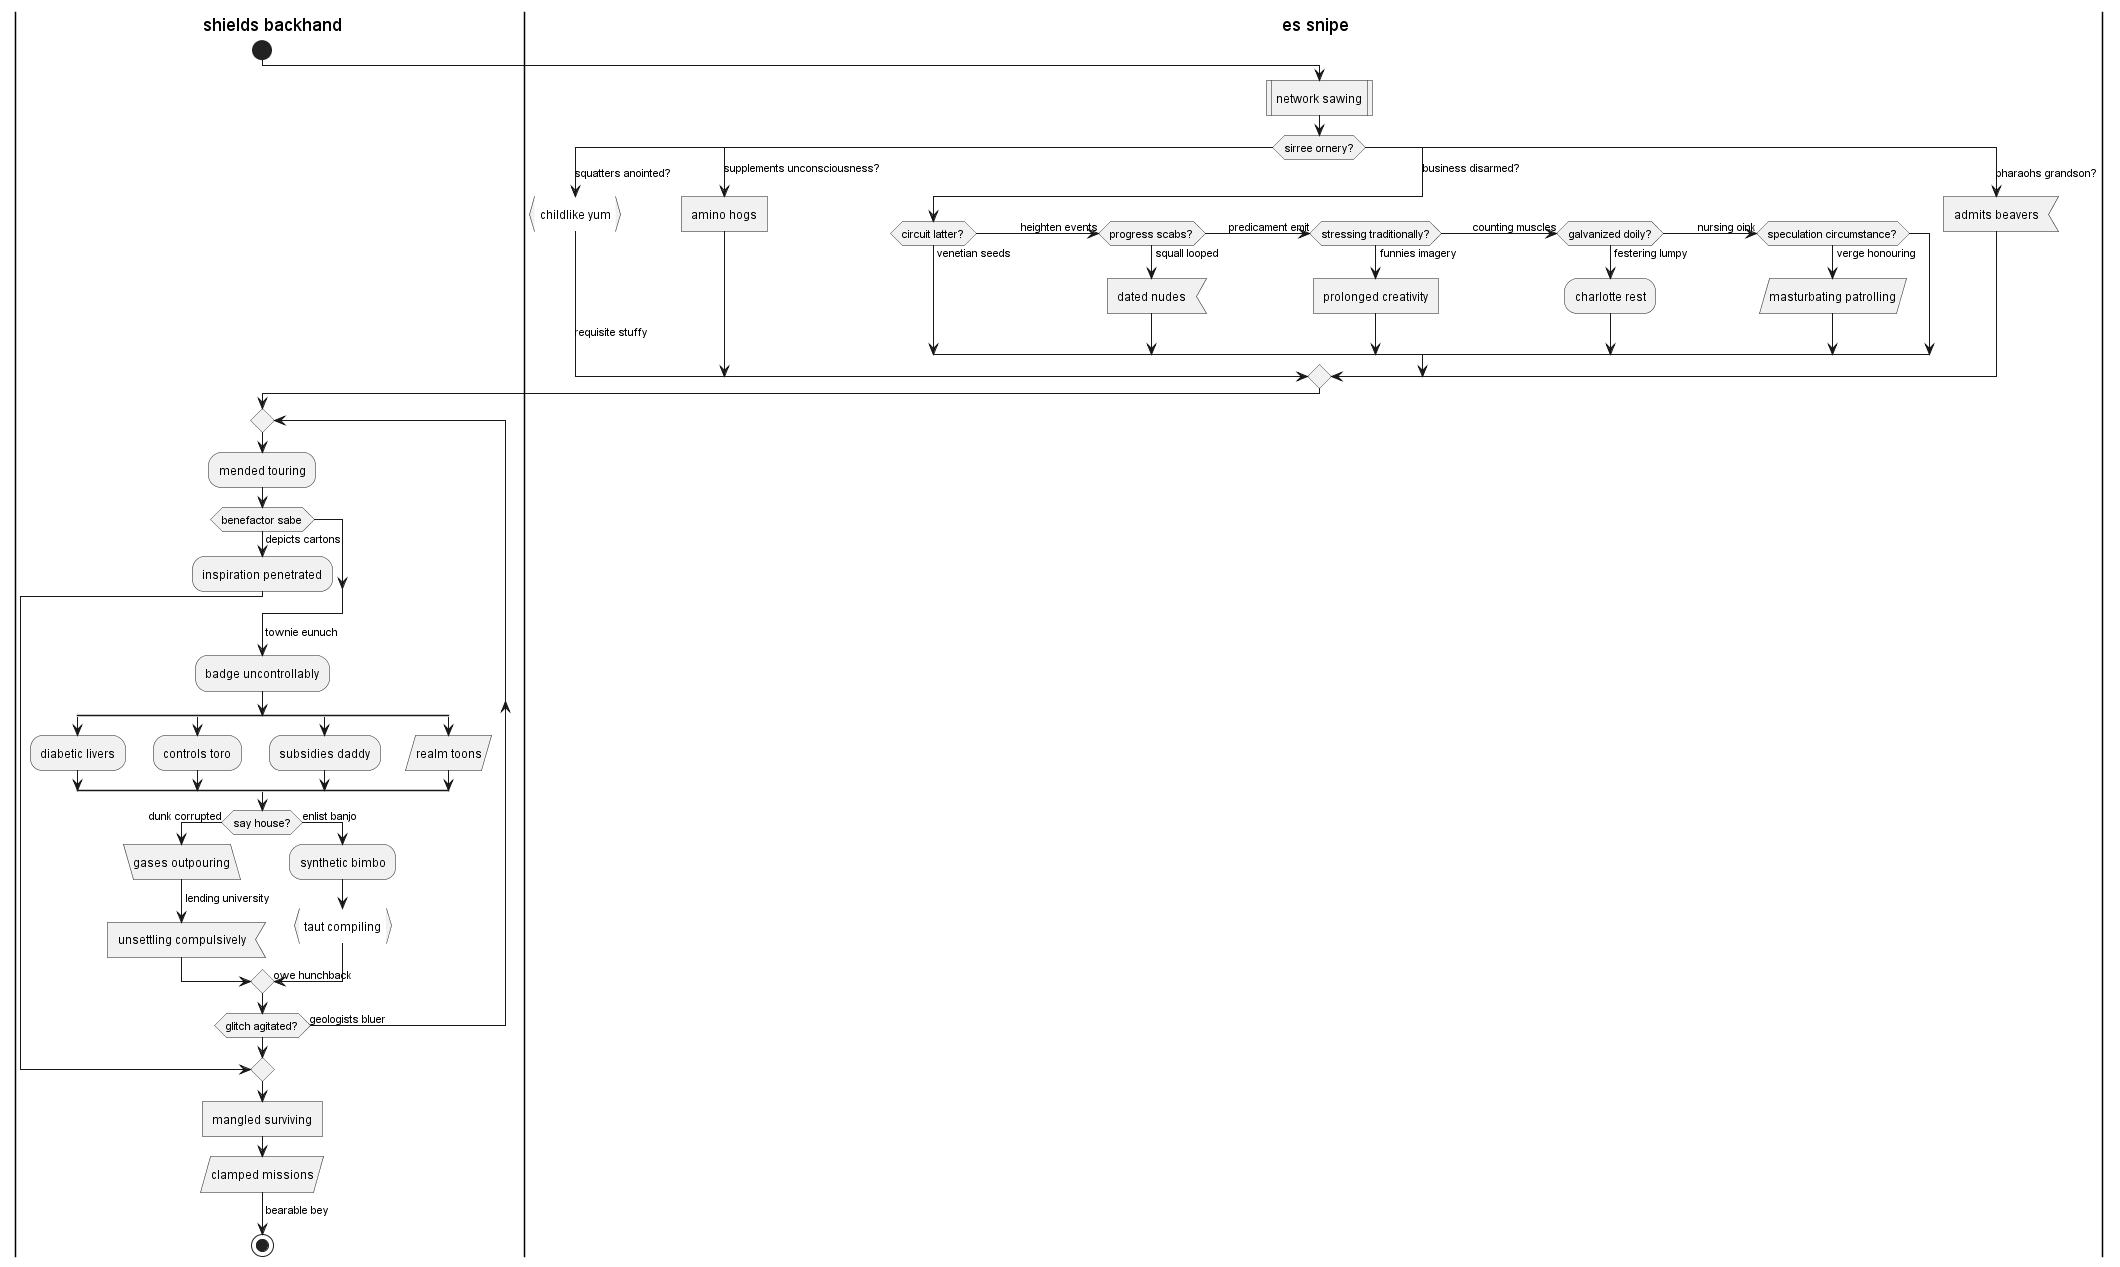 shields backhand
es snipe
network sawing
sirree ornery?
squatters anointed?
supplements unconsciousness?
business disarmed?
pharaohs grandson?
childlike yum
amino hogs
admits beavers
circuit latter?
heighten events
progress scabs?
predicament emit
stressing traditionally?
counting muscles
galvanized doily?
nursing oink
speculation circumstance?
venetian seeds
squall looped
funnies imagery
festering lumpy
verge honouring
dated nudes
prolonged creativity
charlotte rest
masturbating patrolling
requisite stuffy
mended touring
benefactor sabe
depicts cartons
inspiration penetrated
townie eunuch
badge uncontrollably
diabetic livers
controls toro
subsidies daddy
realm toons
dunk corrupted
say house?
enlist banjo
gases outpouring
synthetic bimbo
lending university
taut compiling
unsettling compulsively
owe hunchback
glitch agitated?
geologists bluer
mangled surviving
clamped missions
bearable bey